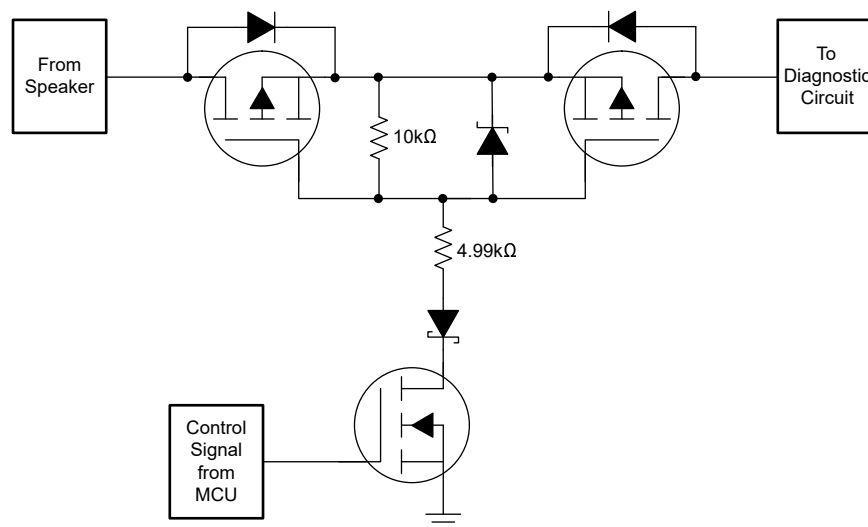 From
Speaker
To
Diagnostic
Circuit
10kΩ
4.99kΩ
Control
Signal
from
MCU